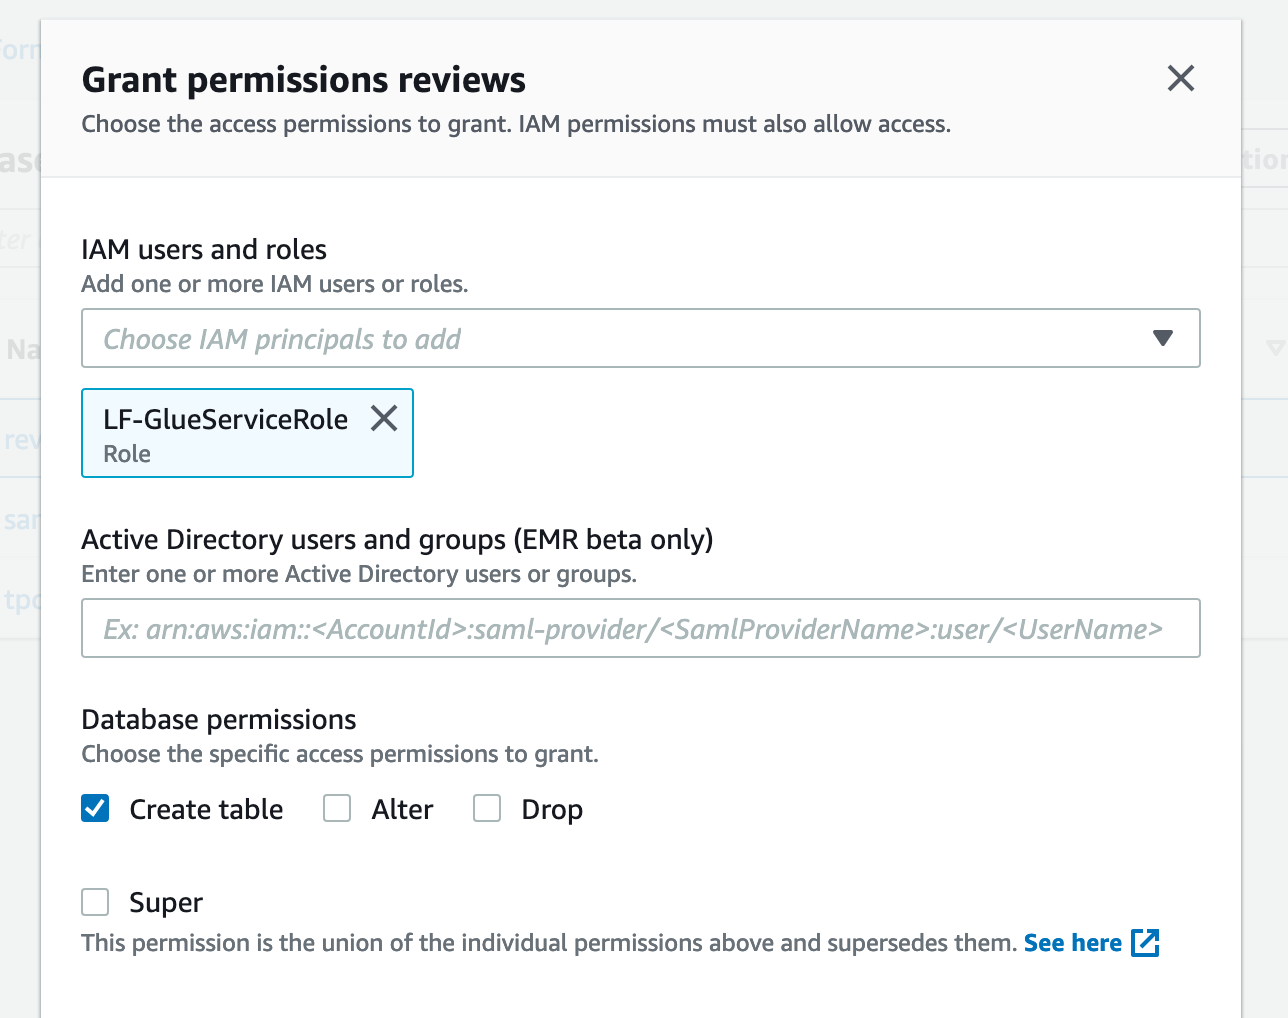 Grant permissions reviews
Choose the access permissions to grant. IAM permissions must also allow access.
IAM users and roles
Add one or more IAM users or roles.
Choose IAM principals to add
LF-GlueServiceRole
Role
Active Directory users and groups (EMR beta only)
Enter one or more Active Directory users or groups.
Ex: arn:aws:iam::<AccountId>:saml-provider/<SamlProviderName>:user/<UserName>
Database permissions
Choose the specific access permissions to grant.
Create table Alter Drop
Super
This permission is the union of the individual permissions above and supersedes them. See here